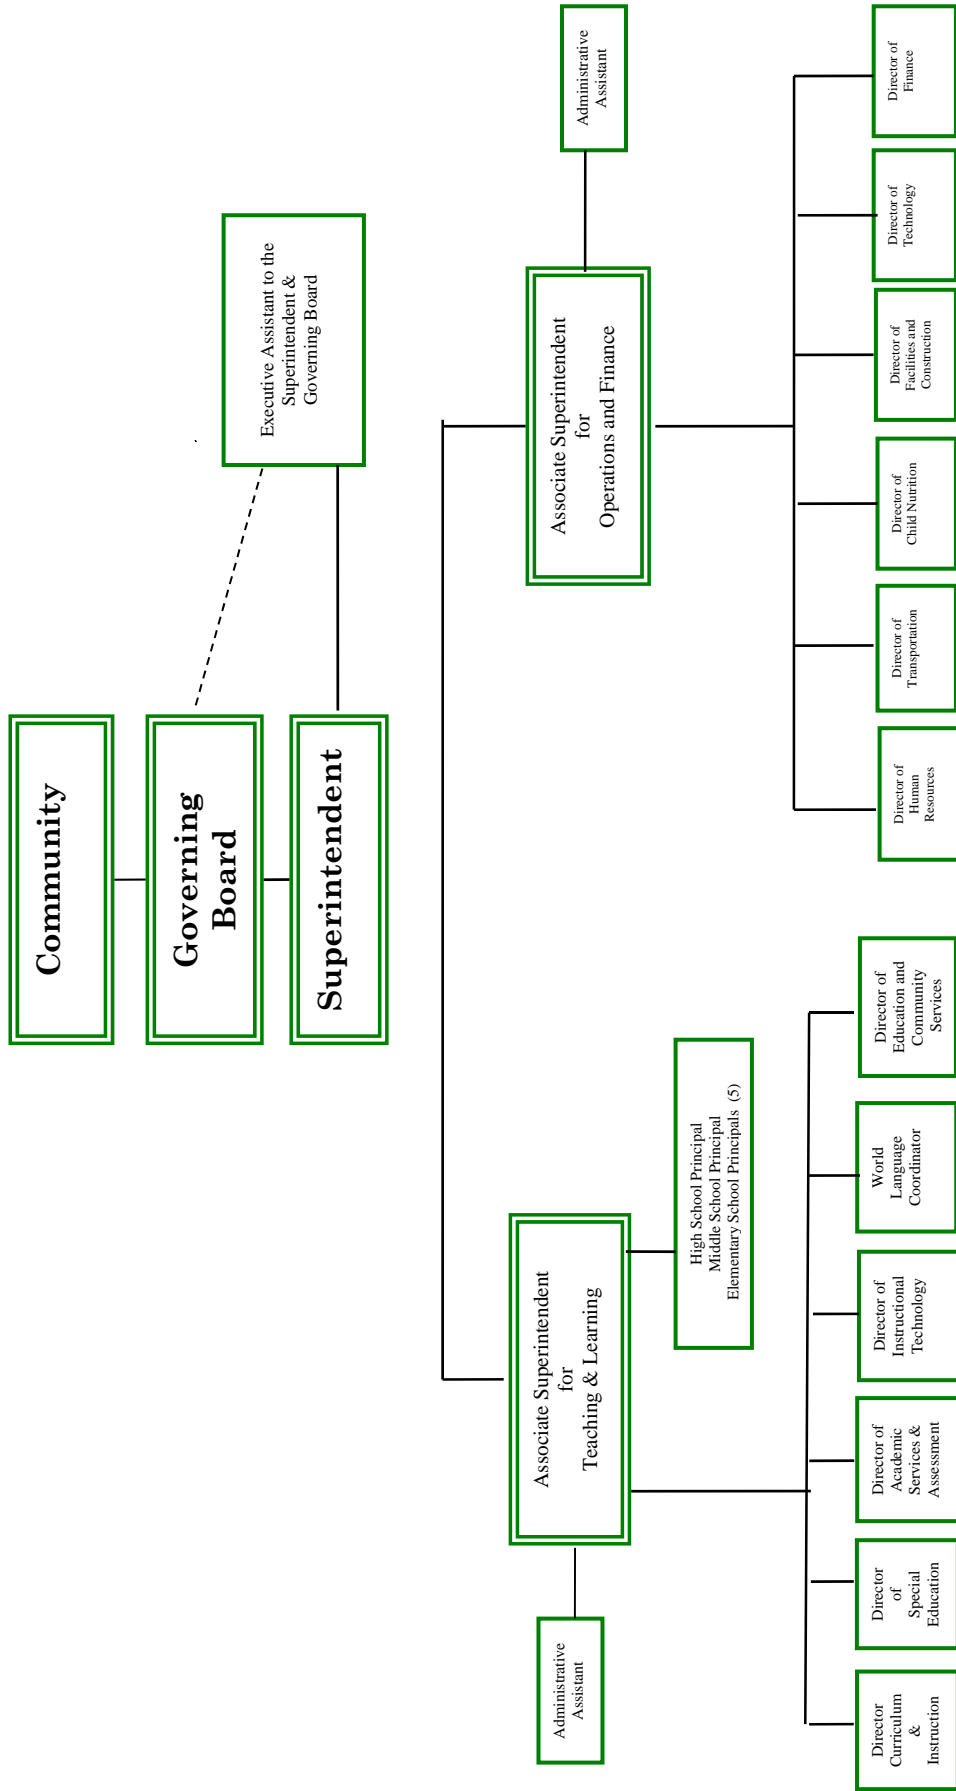 Community
Governing
Board
Superintendent
Executive Assistant to the
Superintendent &
Governing Board
Associate Superintendent
for
Teaching & Learning
Administrative
Assistant
High School Principal
Middle School Principal
Elementary School Principals (5)
Associate Superintendent
for
Operations and Finance
Administrative
Assistant
Director
Curriculum
&
Instruction
Director
of
Special
Education
Director of
Academic
Services &
Assessment
Director of
Instructional
Technology
World
Language
Coordinator
Director of
Education and
Community
Services
Director of
Human
Resources
Director of
Transportation
Director of
Child Nutrition
Director of
Facilities and
Construction
Director of
Technology
Director of
Finance